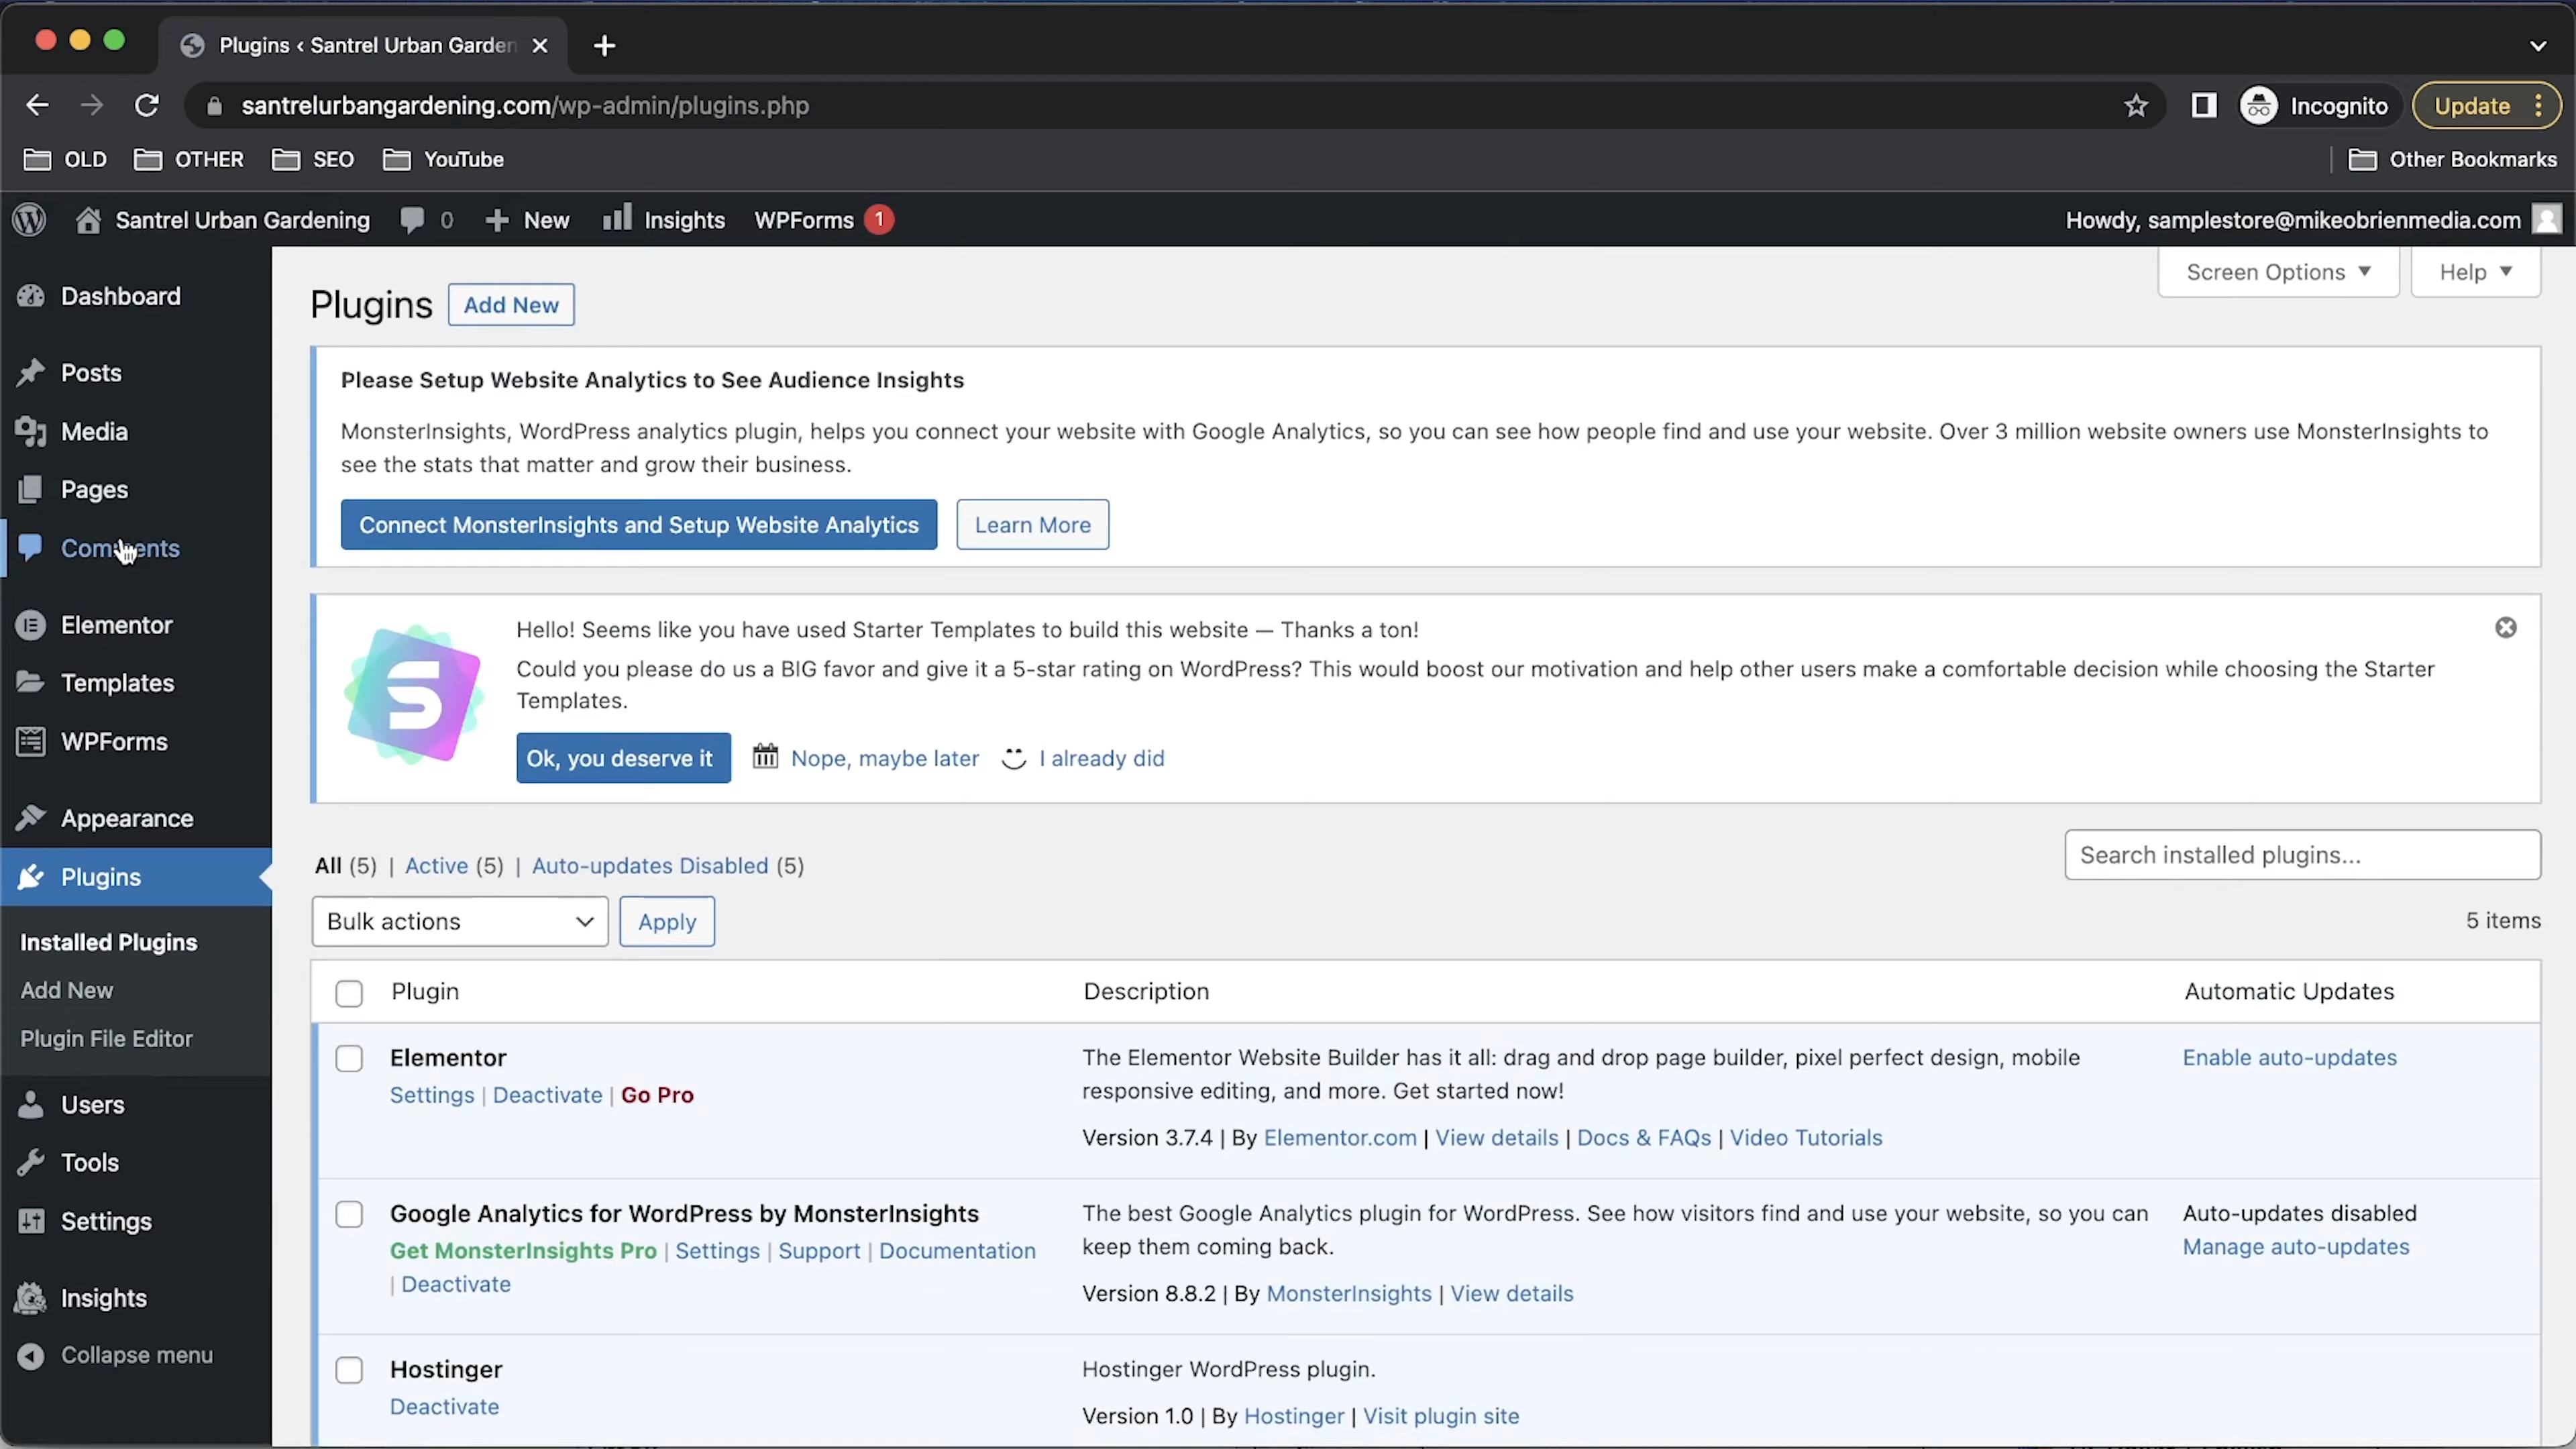 Plugins ‹ Santrel Urban Garden
santrelurbangardening.com/wp-admin/plugins.php
Incognito
Update
OLD
OTHER
SEO
YouTube
Other Bookmarks
Santrel Urban Gardening
0
New
Insights
WPForms 1
Howdy, samplestore@mikeobrienmedia.com
Dashboard
Posts
Media
Pages
Comments
Elementor
Templates
WPForms
Appearance
Plugins
Installed Plugins
Add New
Plugin File Editor
Users
Tools
Settings
Insights
Collapse menu
Screen Options
Help
Plugins
Add New
Please Setup Website Analytics to See Audience Insights
MonsterInsights, WordPress analytics plugin, helps you connect your website with Google Analytics, so you can see how people find and use your website. Over 3 million website owners use MonsterInsights to
see the stats that matter and grow their business.
Connect MonsterInsights and Setup Website Analytics
Learn More
Hello! Seems like you have used Starter Templates to build this website — Thanks a ton!
Could you please do us a BIG favor and give it a 5-star rating on WordPress? This would boost our motivation and help other users make a comfortable decision while choosing the Starter
Templates.
Ok, you deserve it
Nope, maybe later
I already did
All (5) | Active (5) | Auto-updates Disabled (5)
Search installed plugins...
Bulk actions
Apply
5 items
Plugin
Description
Automatic Updates
Elementor
Settings | Deactivate | Go Pro
The Elementor Website Builder has it all: drag and drop page builder, pixel perfect design, mobile
responsive editing, and more. Get started now!
Version 3.7.4 | By Elementor.com | View details | Docs & FAQs | Video Tutorials
Enable auto-updates
Google Analytics for WordPress by MonsterInsights
Get MonsterInsights Pro | Settings | Support | Documentation
| Deactivate
The best Google Analytics plugin for WordPress. See how visitors find and use your website, so you can
keep them coming back.
Version 8.8.2 | By MonsterInsights | View details
Auto-updates disabled
Manage auto-updates
Hostinger
Deactivate
Hostinger WordPress plugin.
Version 1.0 | By Hostinger | Visit plugin site